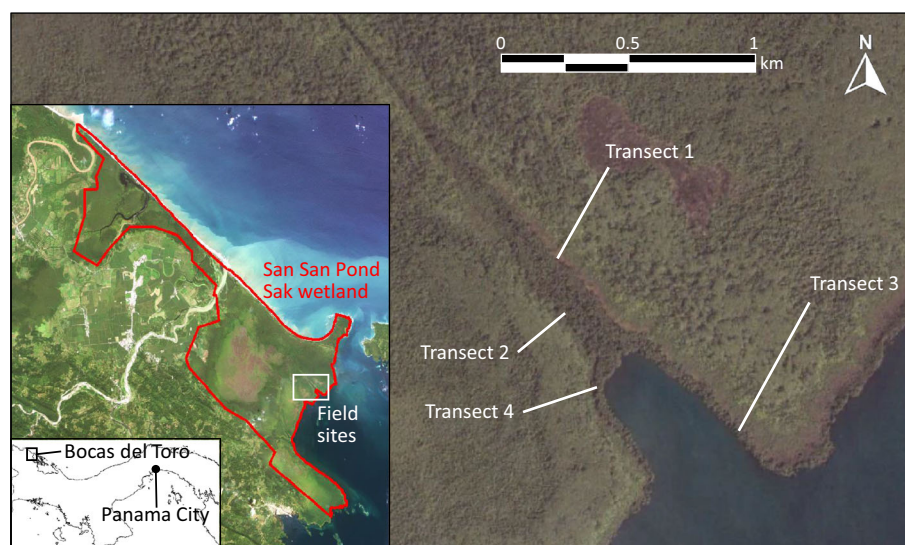 0 0.5 1
km
N
Transect 1
San San Pond
Sak wetland
Transect 3
Transect 2
Field
sites
Transect 4
Bocas del Toro
Panama City